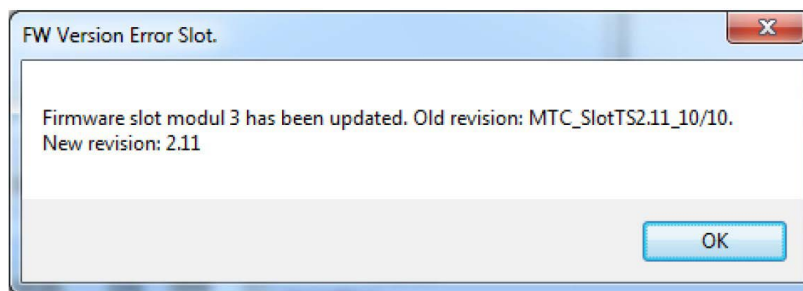 FW Version Error Slot.
Firmware slot modul 3 has been updated. Old revision: MTC_SlotTS2.11_10/10.
New revision: 2.11
OK